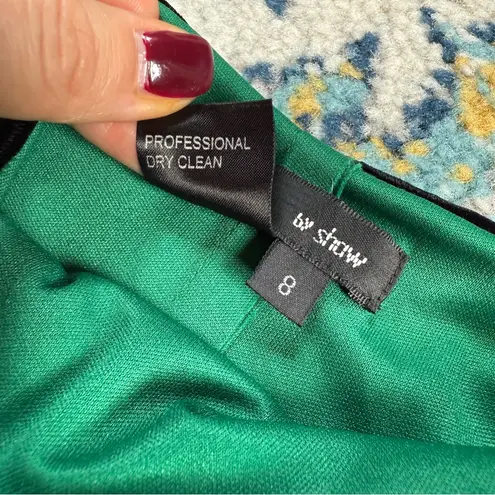 PROFESSIONAL
DRY CLEAN
by shaw
8